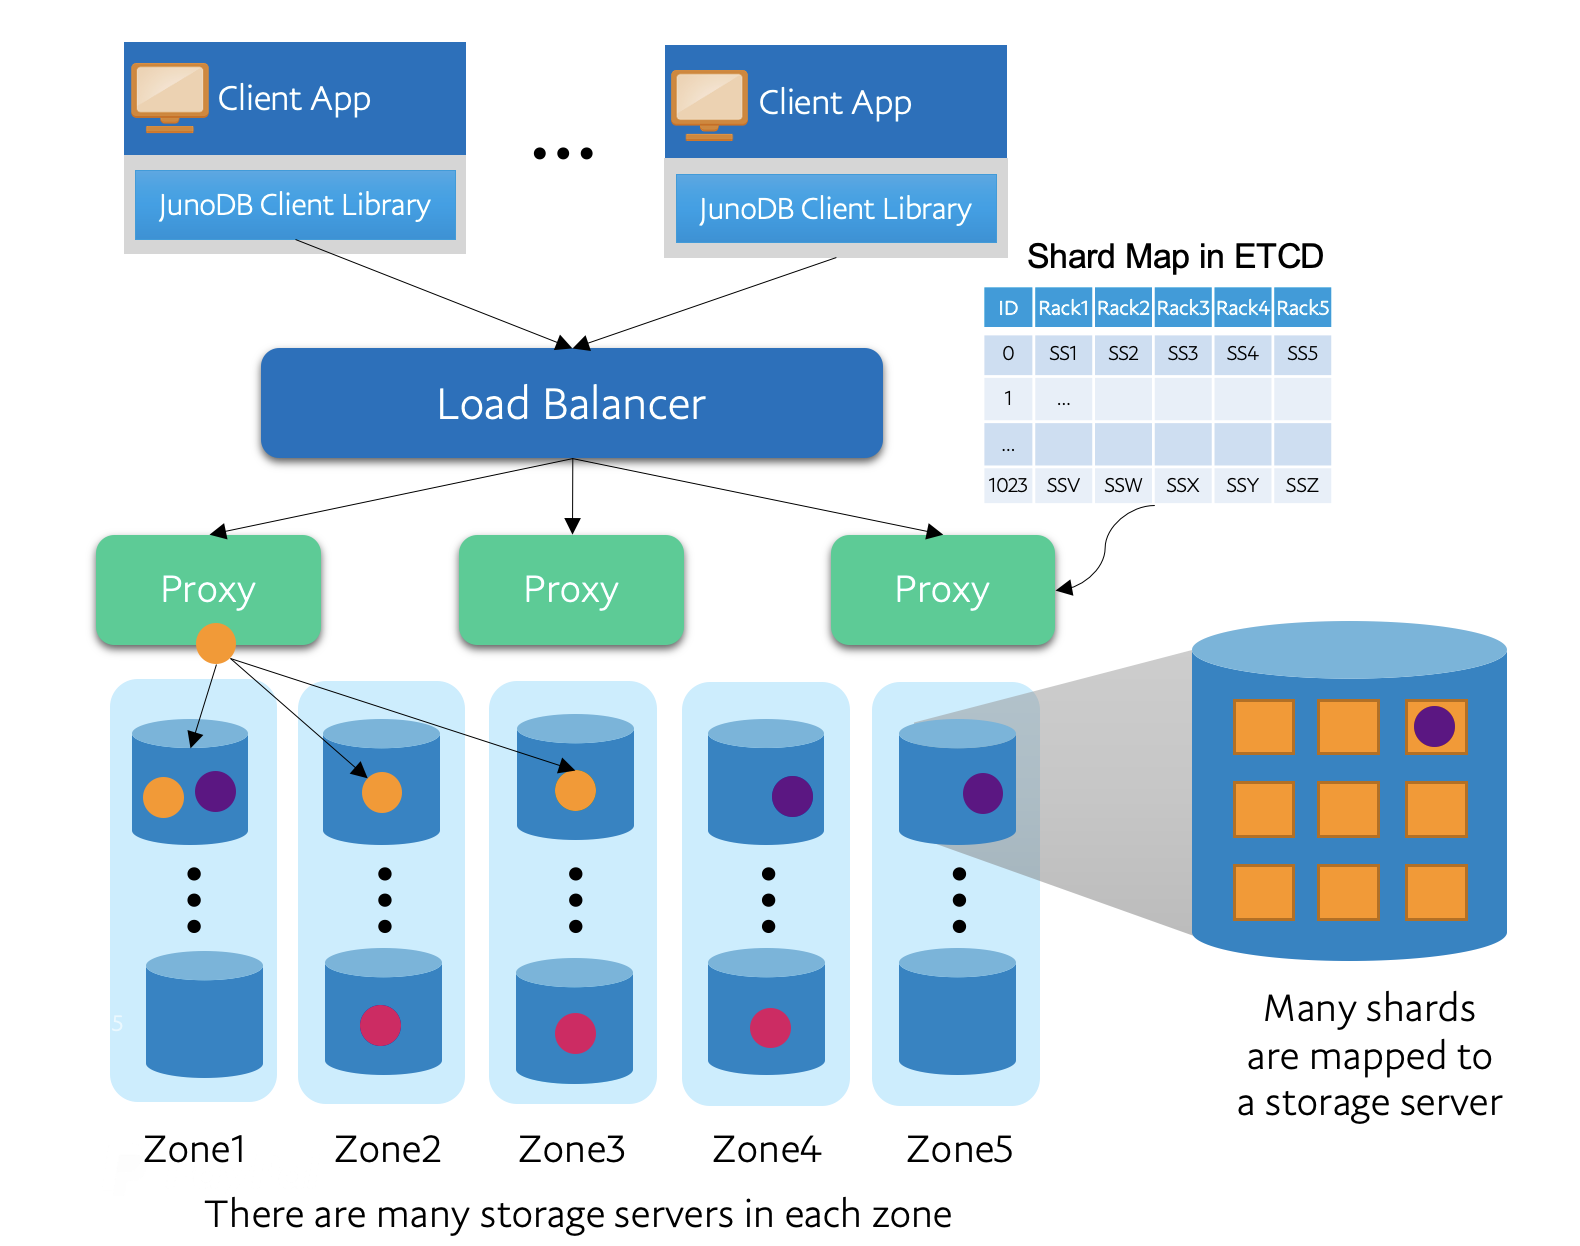 Client App
JunoDB Client Library
Client App
JunoDB Client Library
Shard Map in ETCD
ID Rack1 Rack2 Rack3 Rack4 Rack5
0 SS1 SS2 SS3 SS4 SS5
1 ...
...
1023 SSV SSW SSX SSY SSZ
Load Balancer
Proxy Proxy Proxy
s
Many shards
are mapped to
a storage server
Zone1 Zone2 Zone3 Zone4 Zone5
There are many storage servers in each zone